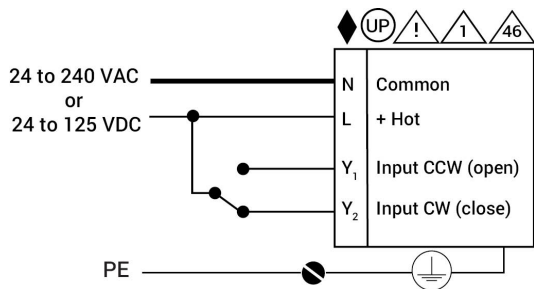 UP ! 1 46
24 to 240 VAC
or
24 to 125 VDC
N Common
L + Hot
Y₁ Input CCW (open)
Y₂ Input CW (close)
PE